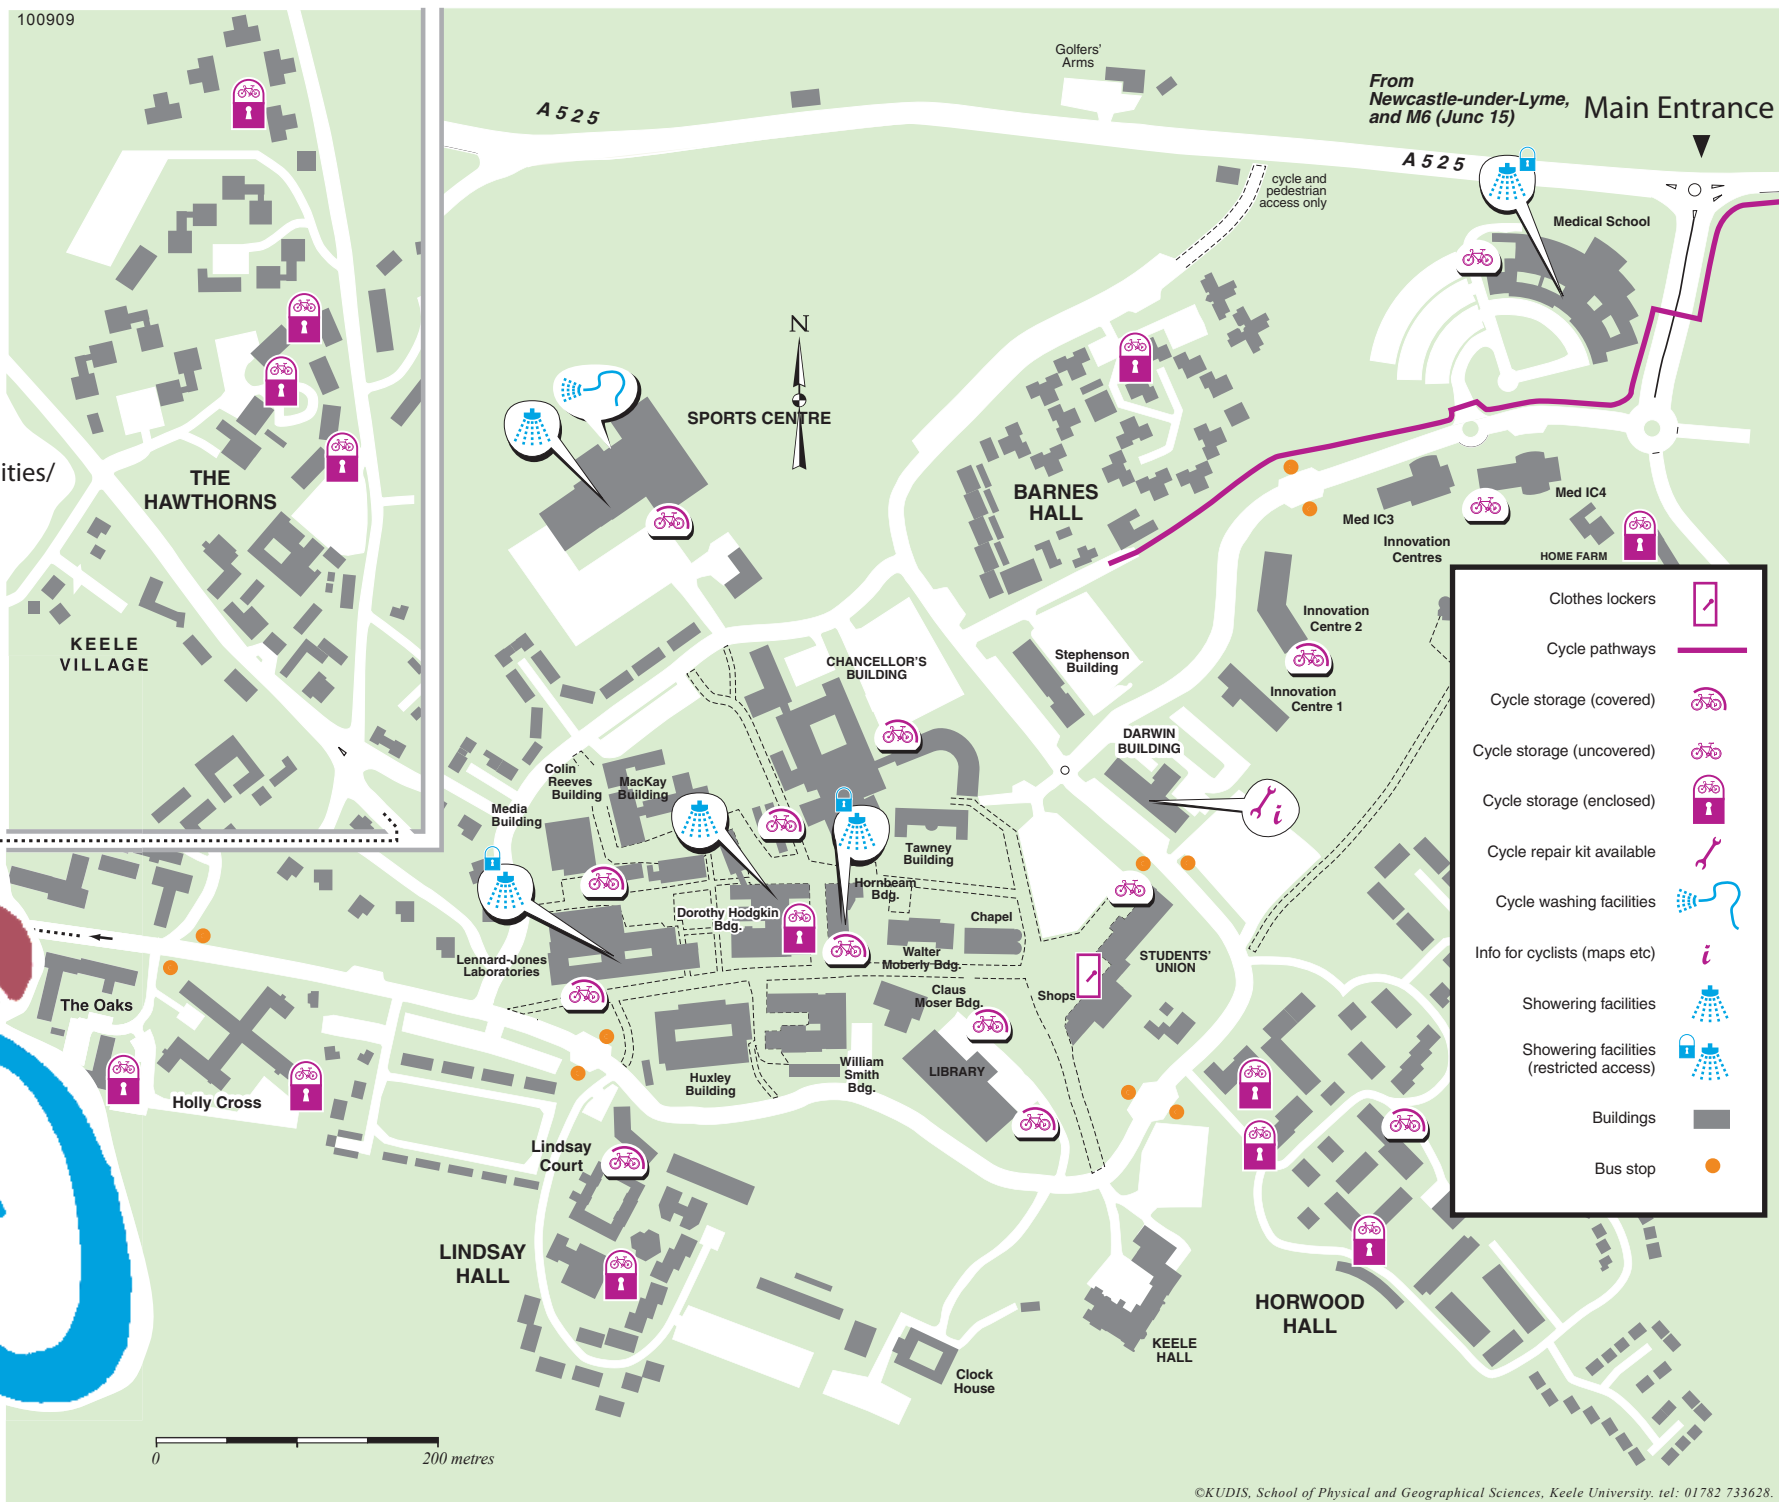 100909
Golfers'
Arms
From
Newcastle-under-Lyme,
and M6 (Junc 15)
Main Entrance
A525
A525
cycle and
pedestrian
access only
Medical School
N
SPORTS CENTRE
ities/
THE
HAWTHORNS
BARNES
HALL
Med IC4
Med IC3
Innovation
Centres
HOME FARM
KEELE
VILLAGE
Innovation
Centre 2
Stephenson
Building
CHANCELLOR'S
BUILDING
Innovation
Centre 1
DARWIN
BUILDING
Colin
Reeves
Building
MacKay
Building
Media
Building
Tawney
Building
Hornbeam
Bdg.
Dorothy Hodgkin
Bdg.
Chapel
Walter
Moberly Bdg.
STUDENTS'
UNION
Lennard-Jones
Laboratories
Claus
Moser Bdg.
Shops
The Oaks
LIBRARY
William
Smith
Bdg.
Huxley
Building
Holly Cross
Lindsay
Court
LINDSAY
HALL
HORWOOD
HALL
KEELE
HALL
Clock
House
Clothes lockers
Cycle pathways
Cycle storage (covered)
Cycle storage (uncovered)
Cycle storage (enclosed)
Cycle repair kit available
Cycle washing facilities
Info for cyclists (maps etc)
i
i
Showering facilities
Showering facilities
(restricted access)
Buildings
Bus stop
0
200 metres
©KUDIS, School of Physical and Geographical Sciences, Keele University. tel: 01782 733628.